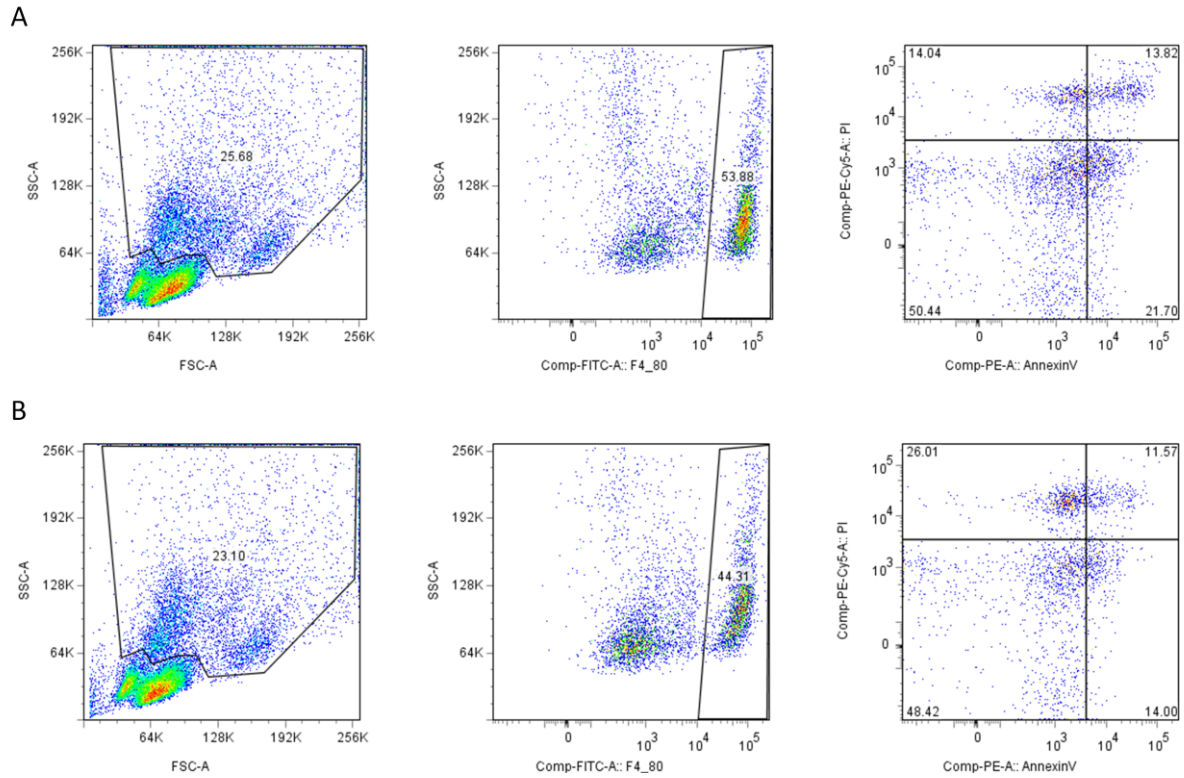 A
256K
192K
128K
64K
SSC-A
25.68
64K 128K 192K 256K
FSC-A
256K
192K
128K
64K
SSC-A
53.88
0 10^3 10^4 10^5
Comp-FITC-A:: F4_80
14.04 13.82
10^5
10^4
10^3
0
Comp-PE-Cy5-A:: PI
50.44 21.70
10^3 10^4 10^5
Comp-PE-A:: AnnexinV
B
256K
192K
128K
64K
SSC-A
23.10
64K 128K 192K 256K
FSC-A
256K
192K
128K
64K
SSC-A
44.31
0 10^3 10^4 10^5
Comp-FITC-A:: F4_80
26.01 11.57
10^5
10^4
10^3
0
Comp-PE-Cy5-A:: PI
48.42 14.00
10^3 10^4 10^5
Comp-PE-A:: AnnexinV